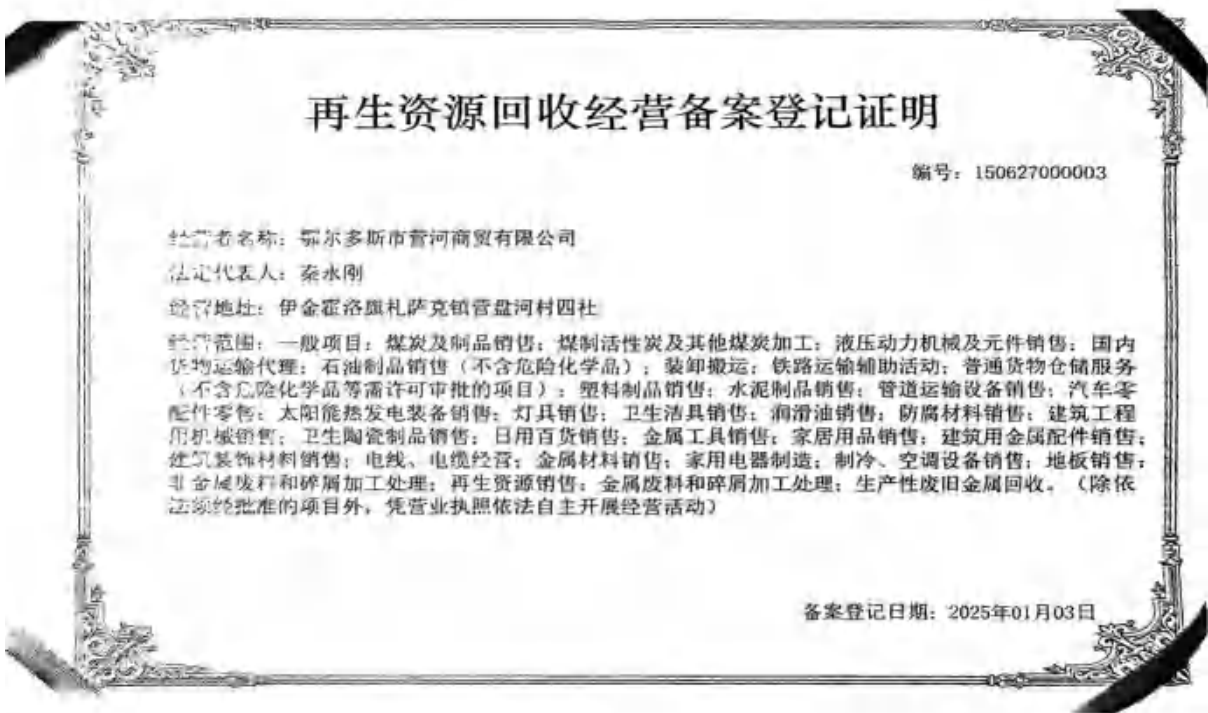 再生资源回收经营备案登记证明
编号：150627000003
经营者名称：鄂尔多斯市营河商贸有限公司
法定代表人：秦永刚
经营地址：伊金霍洛旗札萨克镇营盘河村四社
经营范围：一般项目：煤炭及制品销售；煤制活性炭及其他煤炭加工；液压动力机械及元件销售；国内
货物运输代理；石油制品销售（不含危险化学品）；装卸搬运；铁路运输辅助活动；普通货物仓储服务
（不含危险化学品等需许可审批的项目）；塑料制品销售；水泥制品销售；管道运输设备销售；汽车零
配件零售；太阳能热发电装备销售；灯具销售；卫生洁具销售；润滑油销售；防腐材料销售；建筑工程
用机械销售；卫生陶瓷制品销售；日用百货销售；金属工具销售；家居用品销售；建筑用金属配件销售；
建筑装饰材料销售；电线、电缆经营；金属材料销售；家用电器制造；制冷、空调设备销售；地板销售；
非金属废料和碎屑加工处理；再生资源销售；金属废料和碎屑加工处理；生产性废旧金属回收。（除依
法须经批准的项目外，凭营业执照依法自主开展经营活动）
备案登记日期：2025年01月03日